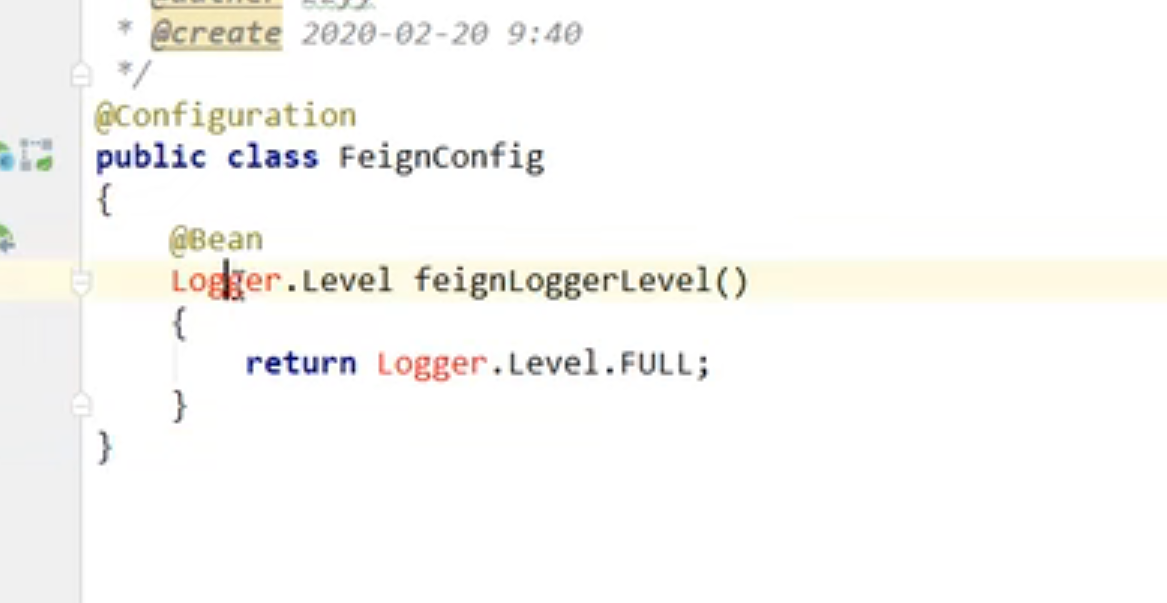 * @create 2020-02-20 9:40
*/
@Configuration
public class FeignConfig
{
@Bean
Logger.Level feignLoggerLevel()
{
return Logger.Level.FULL;
}
}